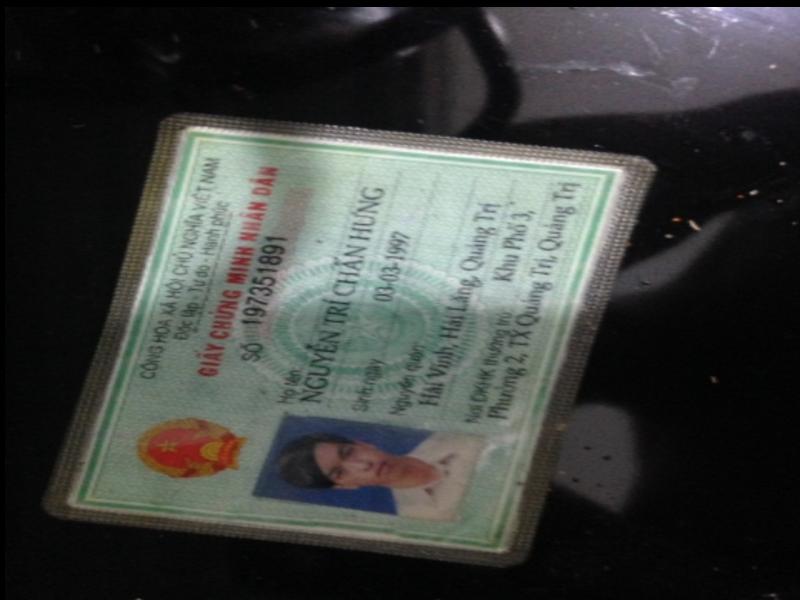 CỘNG HÒA XÃ HỘI CHỦ NGHĨA VIỆT NAM
Độc lập - Tự do - Hạnh phúc
GIẤY CHỨNG MINH NHÂN DÂN
SỐ 197351891
Họ tên:
NGUYỄN TRÍ CHẤN HƯNG
Sinh ngày 03-03-1997
Nguyên quán:
Hải Vĩnh, Hải Lăng, Quảng Trị
Nơi ĐKHK thường trú: Khu Phố 3,
Phường 2, TX Quảng Trị, Quảng Trị